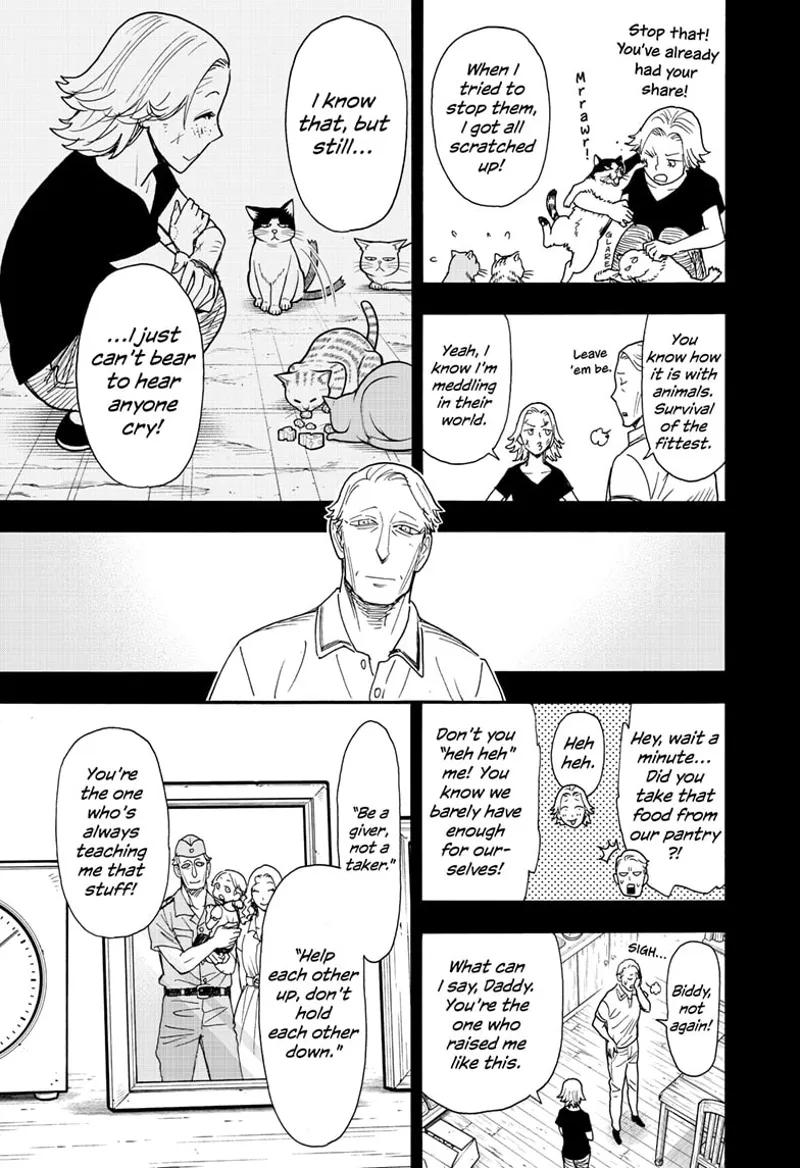 Stop that!
You've already
had your
share!
Mrrawr!
GLARE
When I
tried to
stop them,
I got all
scratched
up!
I know
that, but
still...
...I just
can't bear
to hear
anyone
cry!
You
know how
it is with
animals.
Survival
of the
fittest.
Leave
'em be.
Yeah, I
know I'm
meddling
in their
world.
Hey, wait a
minute...
Did you
take that
food from
our pantry
?!
Heh
heh.
Don't you
"heh heh"
me! You
know we
barely have
enough
for our-
selves!
Biddy,
not
again!
SIGH...
What can
I say, Daddy.
You're the
one who
raised me
like this.
"Be a
giver,
not a
taker."
"Help
each other
up, don't
hold
each other
down."
You're
the one
who's
always
teaching
me that
stuff!